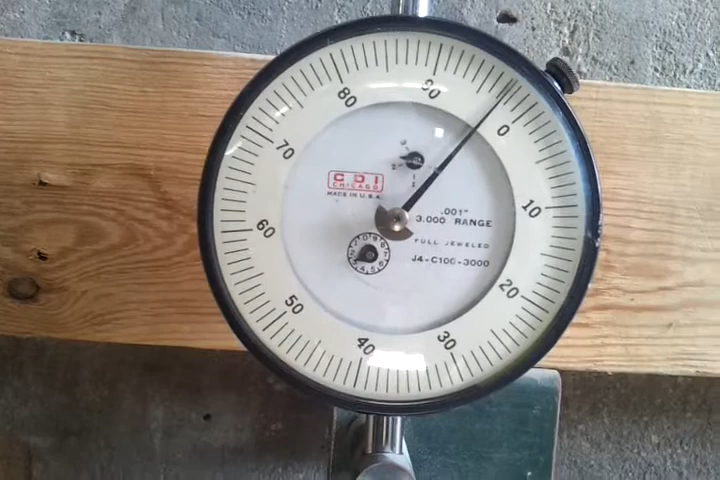 90
80
0
70
CDI
CHICAGO
MADE IN U.S.A.
.001"
3.000 RANGE
10
60
FULL JEWELED
J4-C100-3000
20
50
30
40